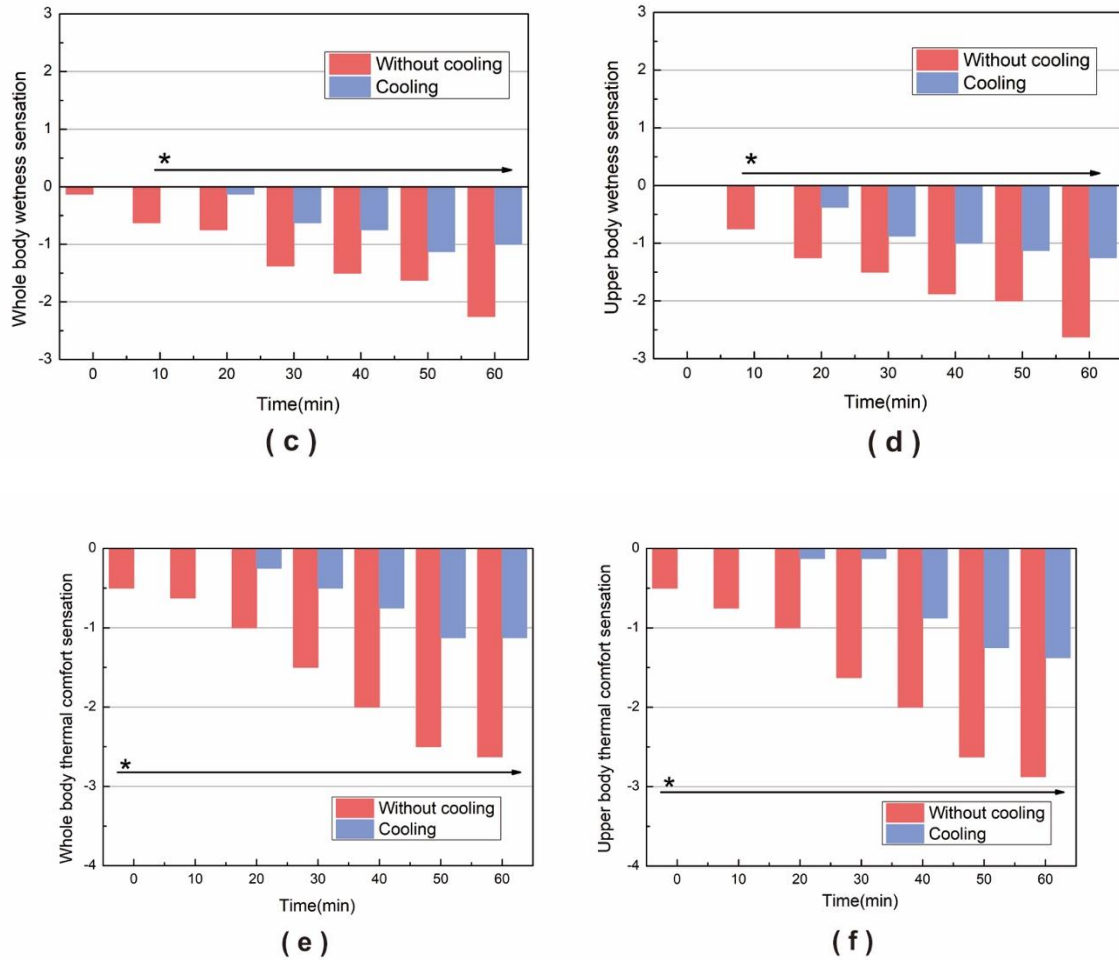 Whole body wetness sensation
3
2
1
0
-1
-2
-3
*
Without cooling
Cooling
0 10 20 30 40 50 60
Time(min)
( c )
Upper body wetness sensation
3
2
1
0
-1
-2
-3
*
Without cooling
Cooling
0 10 20 30 40 50 60
Time(min)
( d )
Whole body thermal comfort sensation
0
-1
-2
-3
-4
*
Without cooling
Cooling
0 10 20 30 40 50 60
Time(min)
( e )
Upper body thermal comfort sensation
0
-1
-2
-3
-4
*
Without cooling
Cooling
0 10 20 30 40 50 60
Time(min)
( f )